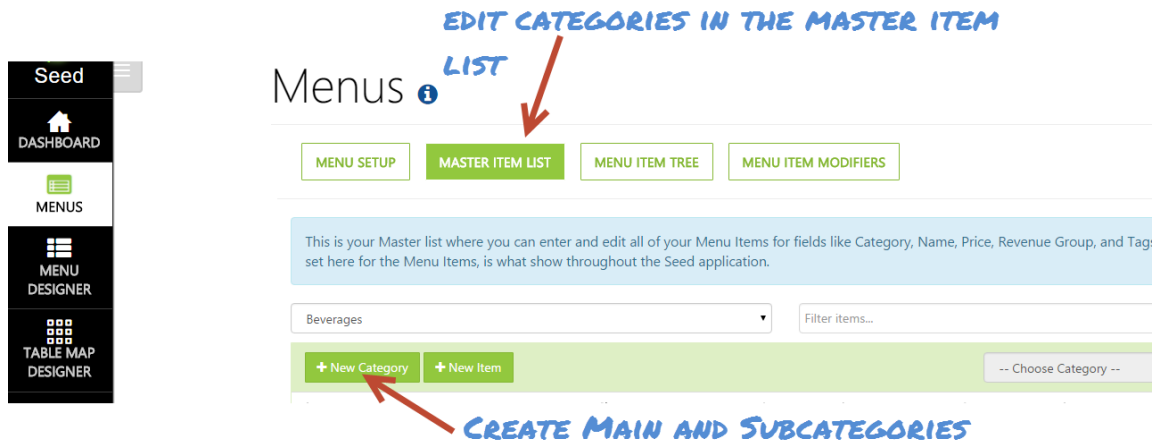 EDIT CATEGORIES IN THE MASTER ITEM
LIST
Seed
Menus
DASHBOARD
MENU SETUP
MASTER ITEM LIST
MENU ITEM TREE
MENU ITEM MODIFIERS
MENUS
This is your Master list where you can enter and edit all of your Menu Items for fields like Category, Name, Price, Revenue Group, and Tags
set here for the Menu Items, is what show throughout the Seed application.
MENU
DESIGNER
Beverages
Filter items...
TABLE MAP
DESIGNER
+ New Category
+ New Item
-- Choose Category --
CREATE MAIN AND SUBCATEGORIES